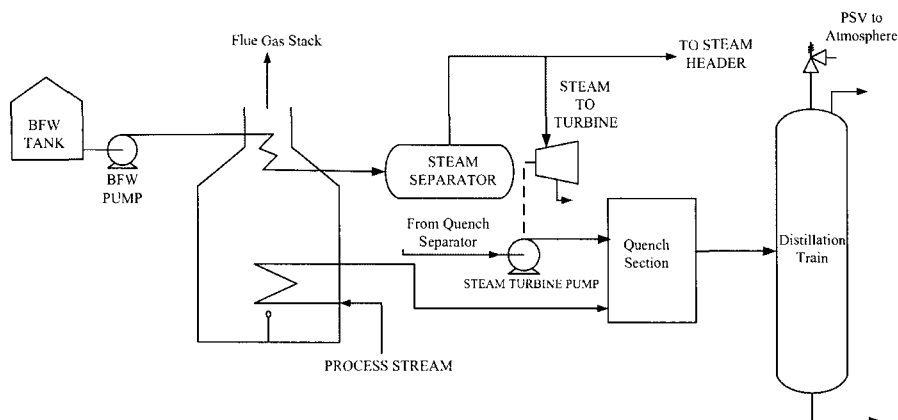 PSV to
Atmosphere
Flue Gas Stack
TO STEAM
HEADER
STEAM
TO
TURBINE
BFW
TANK
BFW
PUMP
STEAM
SEPARATOR
From Quench
Separator
Quench
Section
Distillation
Train
STEAM TURBINE PUMP
PROCESS STREAM